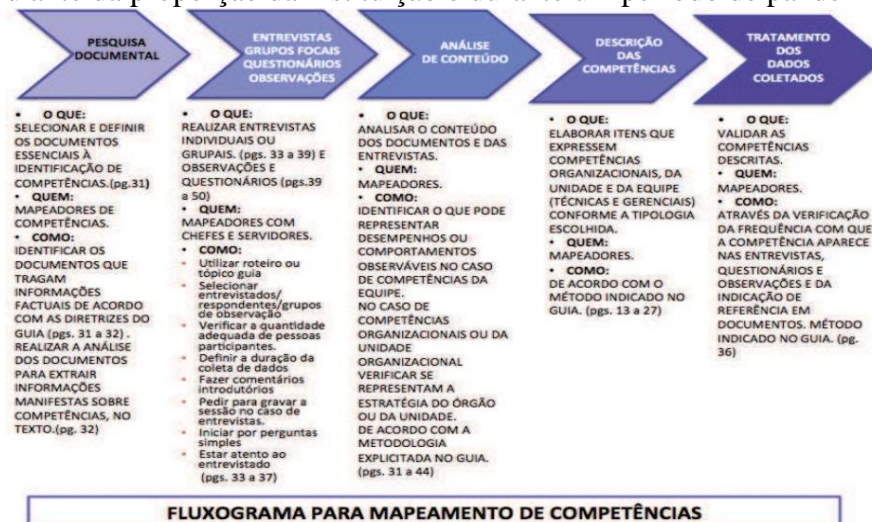 PESQUISA
DOCUMENTAL
ENTREVISTAS
GRUPOS FOCAIS
QUESTIONÁRIOS
OBSERVAÇÕES
ANÁLISE
DE CONTEÚDO
DESCRIÇÃO
DAS
COMPETÊNCIAS
TRATAMENTO
DOS
DADOS
COLETADOS
• O QUE:
SELECIONAR E DEFINIR
OS DOCUMENTOS
ESSENCIAIS À
IDENTIFICAÇÃO DE
COMPETÊNCIAS.(pg.31)
• QUEM:
MAPEADORES DE
COMPETÊNCIAS.
• COMO:
IDENTIFICAR OS
DOCUMENTOS QUE
TRAGAM
INFORMAÇÕES
FACTUAIS DE ACORDO
COM AS DIRETRIZES DO
GUIA (pgs. 31 a 32) .
REALIZAR A ANÁLISE
DOS DOCUMENTOS
PARA EXTRAIR
INFORMAÇÕES
MANIFESTAS SOBRE
COMPETÊNCIAS, NO
TEXTO.(pg. 32)
• O QUE:
REALIZAR ENTREVISTAS
INDIVIDUAIS OU
GRUPAIS. (pgs. 33 a 39) E
OBSERVAÇÕES E
QUESTIONÁRIOS (pgs.39
a 50)
• QUEM:
MAPEADORES COM
CHEFES E SERVIDORES.
• COMO:
• Utilizar roteiro ou
tópico guia
• Selecionar
entrevistados/
respondentes/grupos
de observação
• Verificar a quantidade
adequada de pessoas
participantes.
• Definir a duração da
coleta de dados
• Fazer comentários
introdutórios
• Pedir para gravar a
sessão no caso de
entrevistas.
• Iniciar por perguntas
simples
• Estar atento ao
entrevistado
(pgs. 33 a 37)
• O QUE:
ANALISAR O CONTEÚDO
DOS DOCUMENTOS E DAS
ENTREVISTAS.
• QUEM:
MAPEADORES.
• COMO:
IDENTIFICAR O QUE PODE
REPRESENTAR
DESEMPENHOS OU
COMPORTAMENTOS
OBSERVÁVEIS NO CASO
DE COMPETÊNCIAS DA
EQUIPE.
NO CASO DE
COMPETÊNCIAS
ORGANIZACIONAIS OU DA
UNIDADE
ORGANIZACIONAL
VERIFICAR SE
REPRESENTAM A
ESTRATÉGIA DO ÓRGÃO
OU DA UNIDADE.
DE ACORDO COM A
METODOLOGIA
EXPLICITADA NO GUIA.
(pgs. 31 a 44)
• O QUE:
ELABORAR ITENS QUE
EXPRESSEM
COMPETÊNCIAS
ORGANIZACIONAIS, DA
UNIDADE E DA EQUIPE
(TÉCNICAS E GERENCIAIS)
CONFORME A TIPOLOGIA
ESCOLHIDA.
• QUEM:
MAPEADORES.
• COMO:
DE ACORDO COM O
MÉTODO INDICADO NO
GUIA. (pgs. 13 a 27)
• O QUE:
VALIDAR AS
COMPETÊNCIAS
DESCRITAS.
• QUEM:
MAPEADORES.
• COMO:
ATRAVÉS DA VERIFICAÇÃO
DA FREQUÊNCIA COM QUE
A COMPETÊNCIA APARECE
NAS ENTREVISTAS,
QUESTIONÁRIOS E
OBSERVAÇÕES E DA
INDICAÇÃO DE
REFERÊNCIA EM
DOCUMENTOS. MÉTODO
INDICADO NO GUIA. (pg.
36)
FLUXOGRAMA PARA MAPEAMENTO DE COMPETÊNCIAS